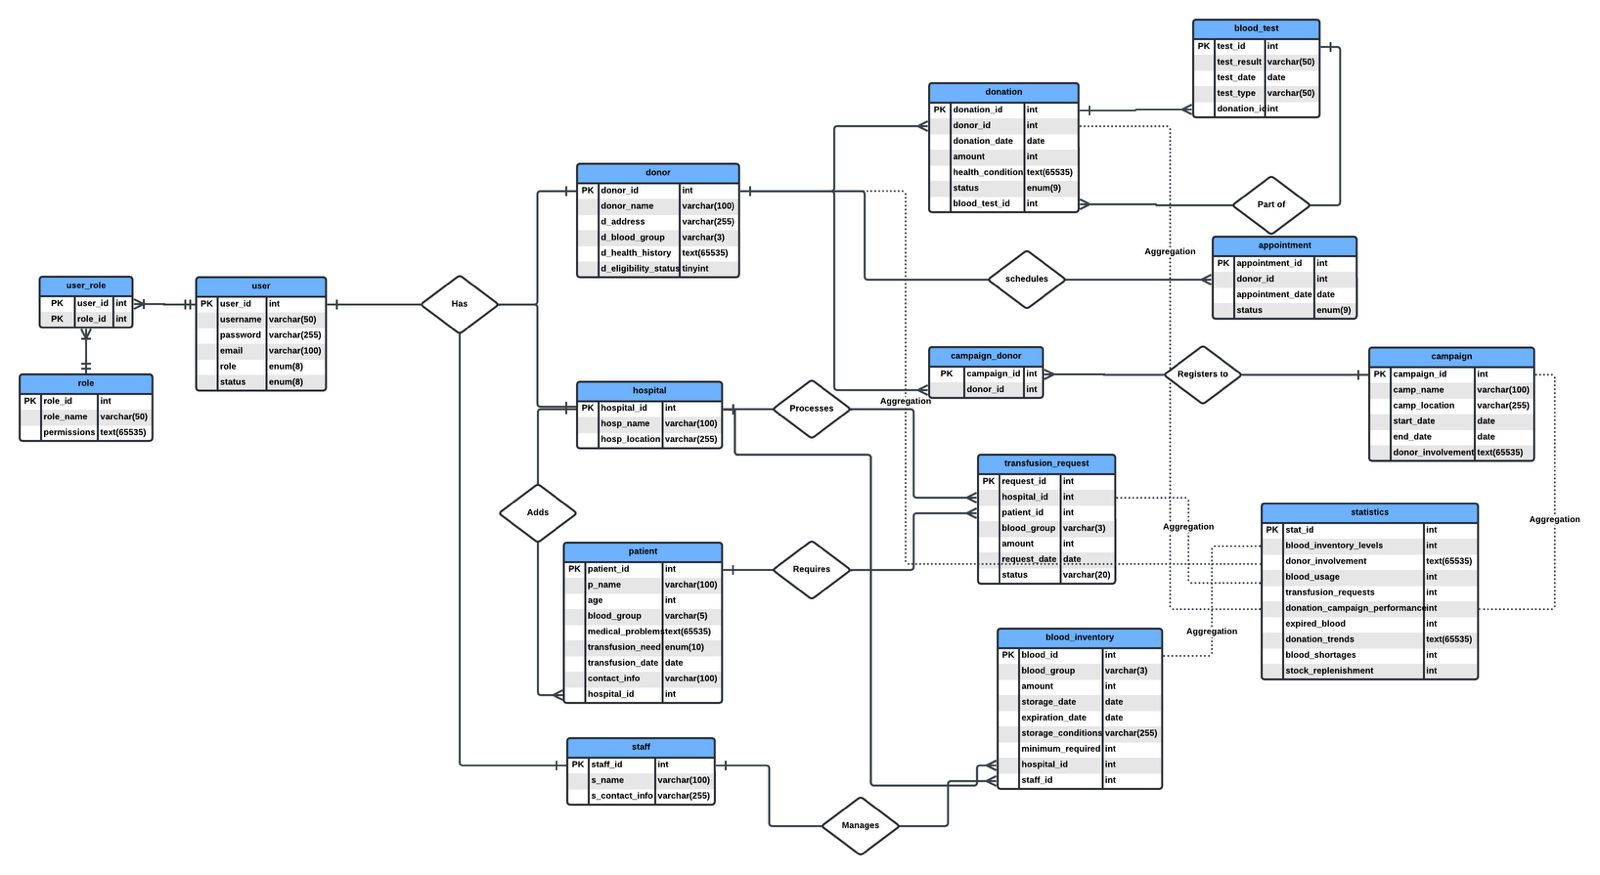 blood_test
PK test_id int
test_result varchar(50)
test_date date
test_type varchar(50)
donation_id int
donation
PK donation_id int
donor_id int
donation_date date
amount int
health_condition text(65535)
status enum(9)
blood_test_id int
Part of
donor
PK donor_id int
donor_name varchar(100)
d_address varchar(255)
d_blood_group varchar(3)
d_health_history text(65535)
d_eligibility_status tinyint
Aggregation
appointment
PK appointment_id int
donor_id int
appointment_date date
status enum(9)
schedules
user_role
PK user_id int
PK role_id int
user
PK user_id int
username varchar(50)
password varchar(255)
email varchar(100)
role enum(8)
status enum(8)
Has
role
PK role_id int
role_name varchar(50)
permissions text(65535)
campaign_donor
PK campaign_id int
donor_id int
Registers to
campaign
PK campaign_id int
camp_name varchar(100)
camp_location varchar(255)
start_date date
end_date date
donor_involvement text(65535)
hospital
PK hospital_id int
hosp_name varchar(100)
hosp_location varchar(255)
Processes
Aggregation
transfusion_request
PK request_id int
hospital_id int
patient_id int
blood_group varchar(3)
amount int
request_date date
status varchar(20)
Adds
Aggregation
Aggregation
statistics
PK stat_id int
blood_inventory_levels int
donor_involvement text(65535)
blood_usage int
transfusion_requests int
donation_campaign_performance int
expired_blood int
donation_trends text(65535)
blood_shortages int
stock_replenishment int
patient
PK patient_id int
p_name varchar(100)
age int
blood_group varchar(5)
medical_problems text(65535)
transfusion_need enum(10)
transfusion_date date
contact_info varchar(100)
hospital_id int
Requires
Aggregation
blood_inventory
PK blood_id int
blood_group varchar(3)
amount int
storage_date date
expiration_date date
storage_conditions varchar(255)
minimum_required int
hospital_id int
staff_id int
staff
PK staff_id int
s_name varchar(100)
s_contact_info varchar(255)
Manages